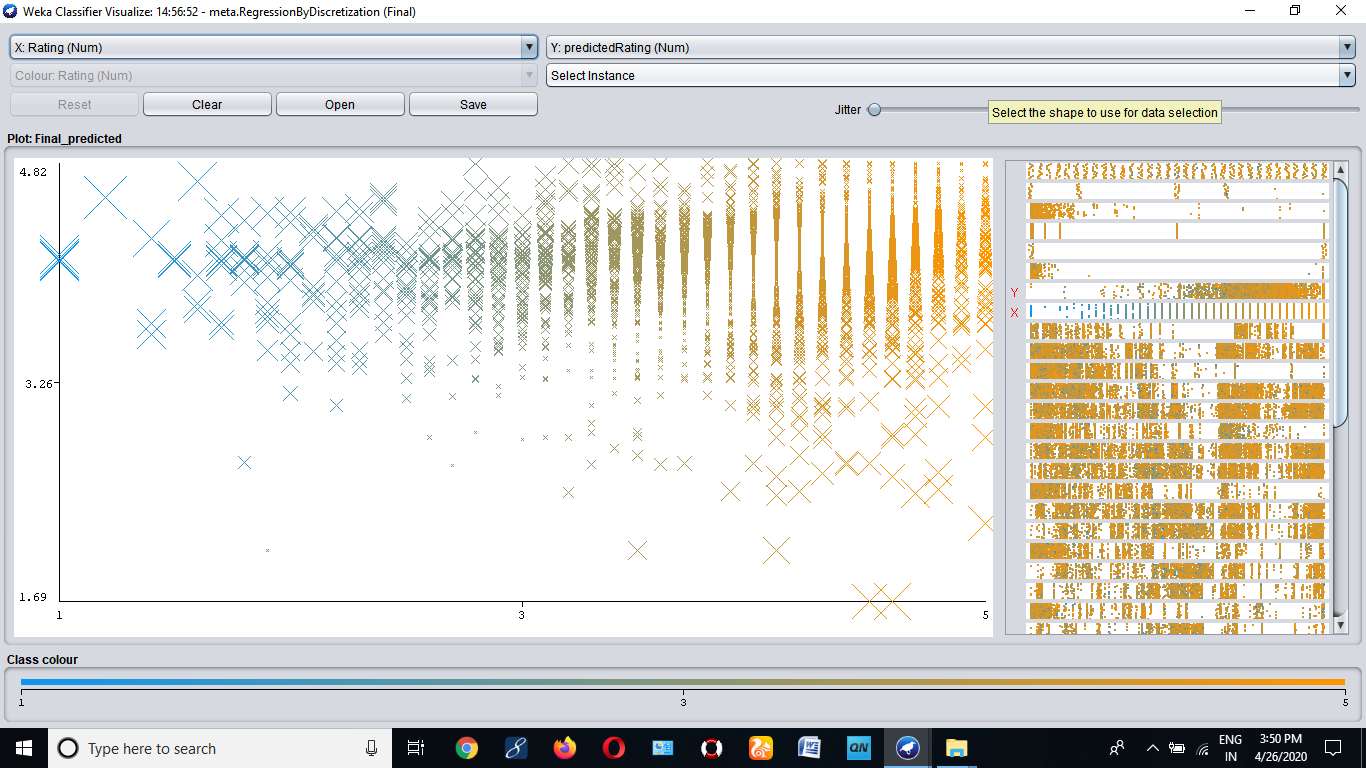 Weka Classifier Visualize: 14:56:52 - meta.RegressionByDiscretization (Final)
X: Rating (Num)
Y: predictedRating (Num)
Colour: Rating (Num)
Select Instance
Reset
Clear
Open
Save
Jitter
Select the shape to use for data selection
Plot: Final_predicted
4.82
3.26
1.69
1
3
5
Y
X
Class colour
1
3
5
Type here to search
QN
ENG
IN
3:50 PM
4/26/2020